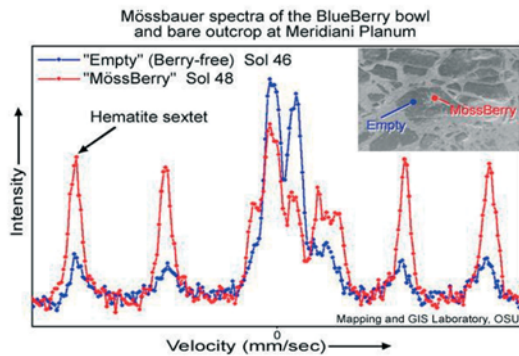 Mössbauer spectra of the BlueBerry bowl
and bare outcrop at Meridiani Planum
"Empty" (Berry-free) Sol 46
"MössBerry" Sol 48
Hematite sextet
Empty
MössBerry
Intensity
Mapping and GIS Laboratory, OSU
0
Velocity (mm/sec)